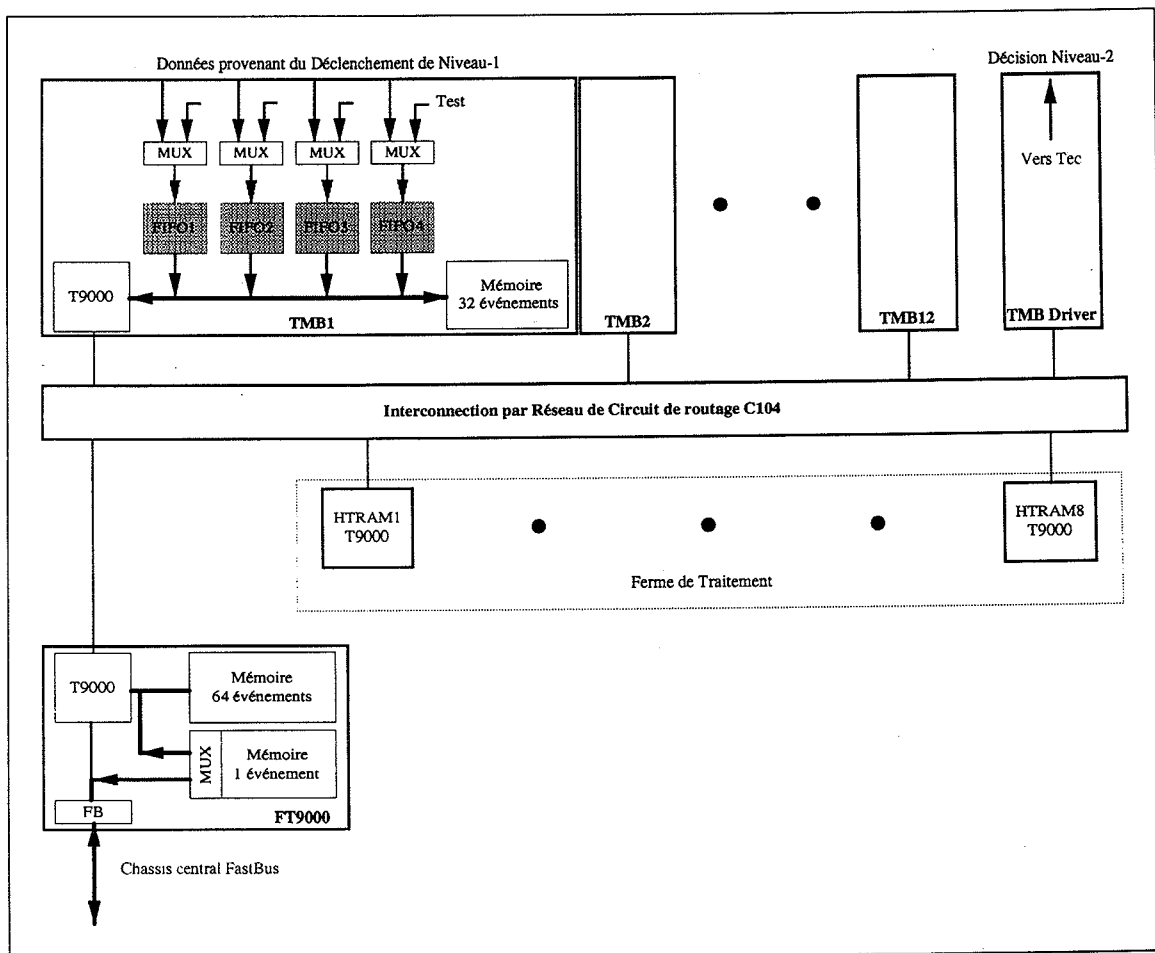 Données provenant du Déclenchement de Niveau-1
Décision Niveau-2
Test
MUX
MUX
MUX
MUX
Vers Tec
FIFO1
FIFO2
FIFO3
FIFO4
T9000
Mémoire
32 événements
TMB1
TMB2
TMB12
TMB Driver
Interconnection par Réseau de Circuit de routage C104
HTRAM1
T9000
HTRAM8
T9000
Ferme de Traitement
T9000
Mémoire
64 événements
MUX
Mémoire
1 événement
FB
FT9000
Chassis central FastBus